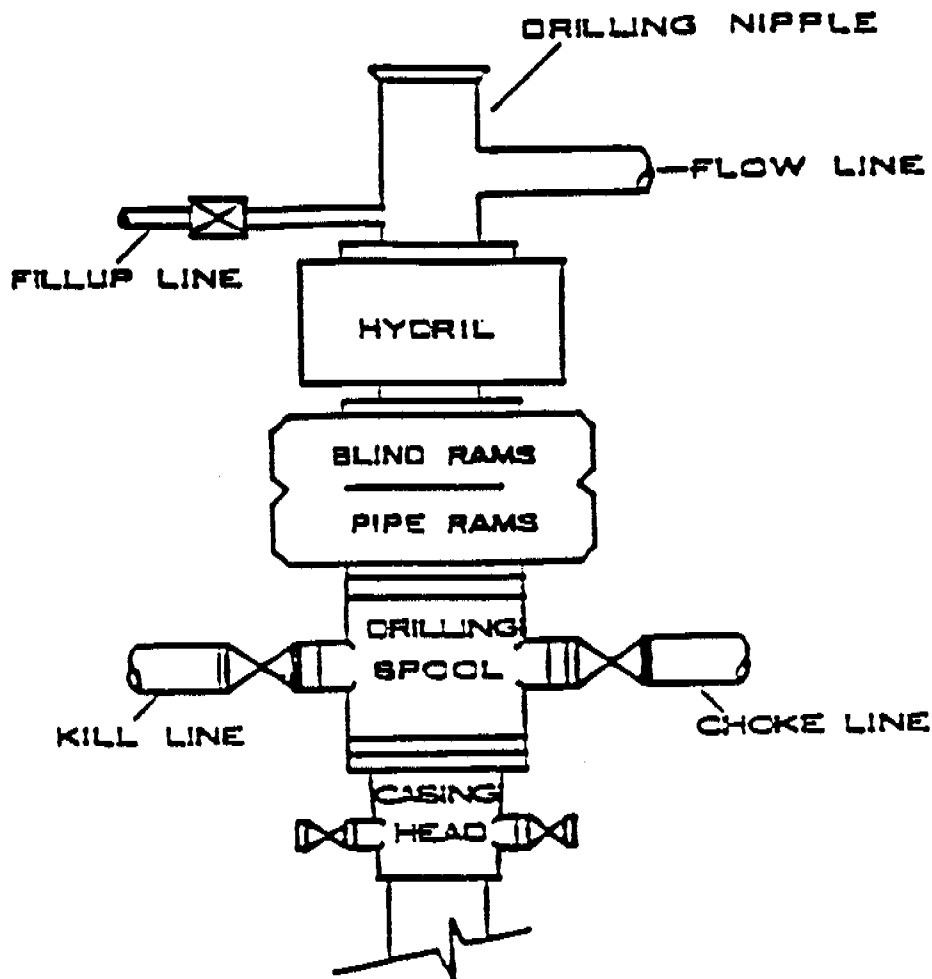 DRILLING NIPPLE
FLOW LINE
FILLUP LINE
HYDRIL
BLIND RAMS
PIPE RAMS
DRILLING
SPOOL
KILL LINE
CHOKE LINE
CASING
HEAD